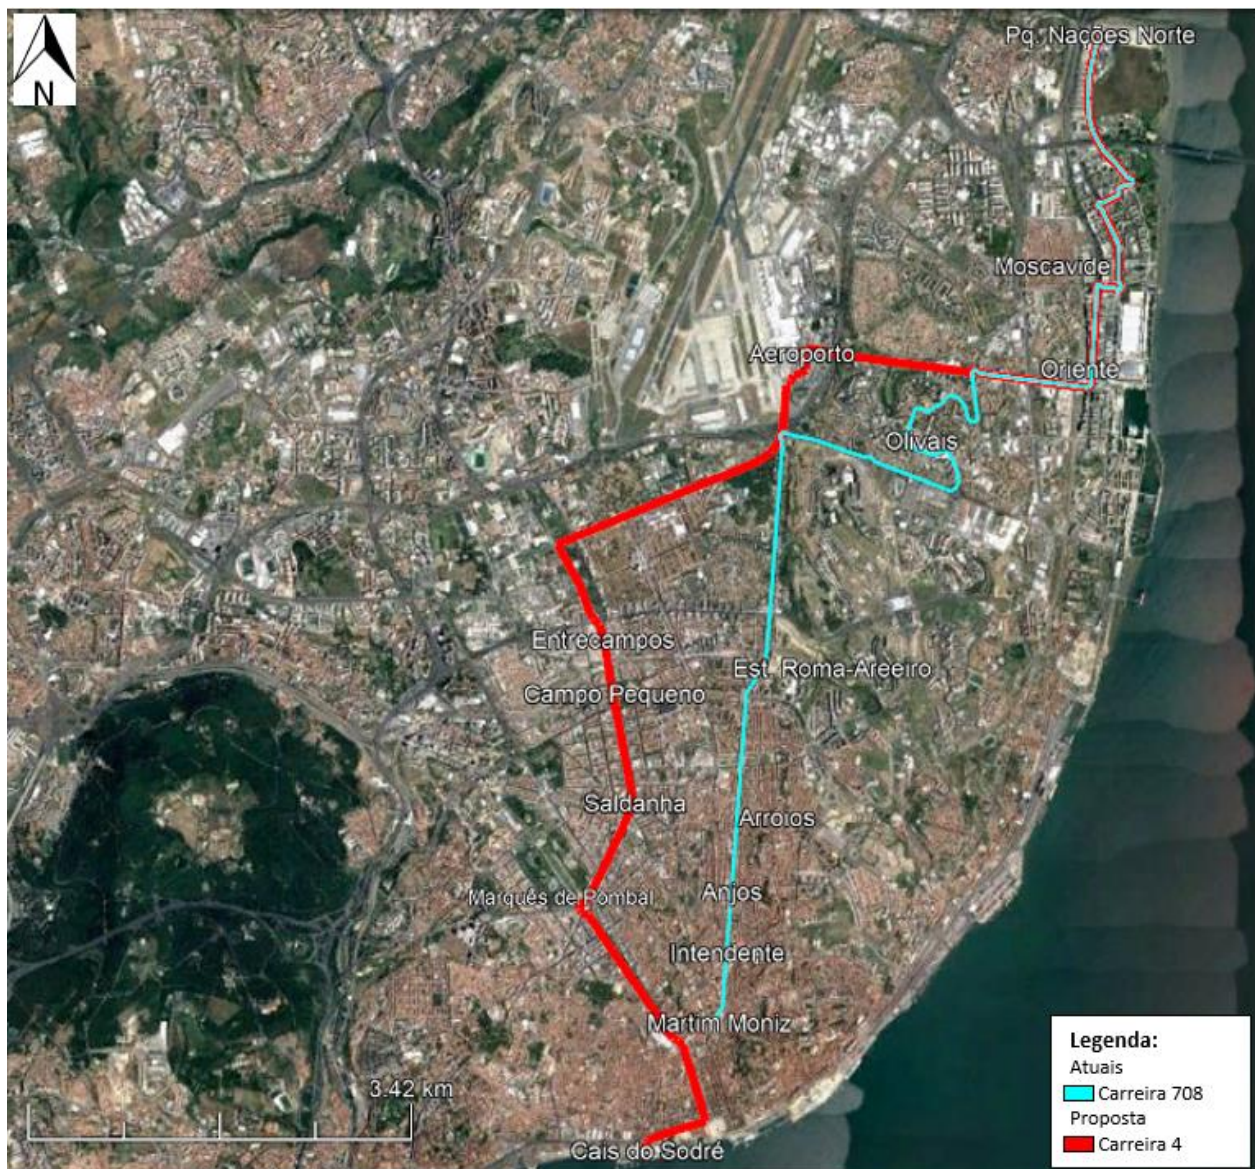 N
Pq. Nações Norte
Moscavide
Aeroporto
Oriente
Olivais
Entrecampos
Est. Roma-Areeiro
Campo Pequeno
Saldanha
Arroios
Anjos
Marquês de Pombal
Intendente
Martim Moniz
3.42 km
Cais do Sodré
Legenda:
Atuais
Carreira 708
Proposta
Carreira 4